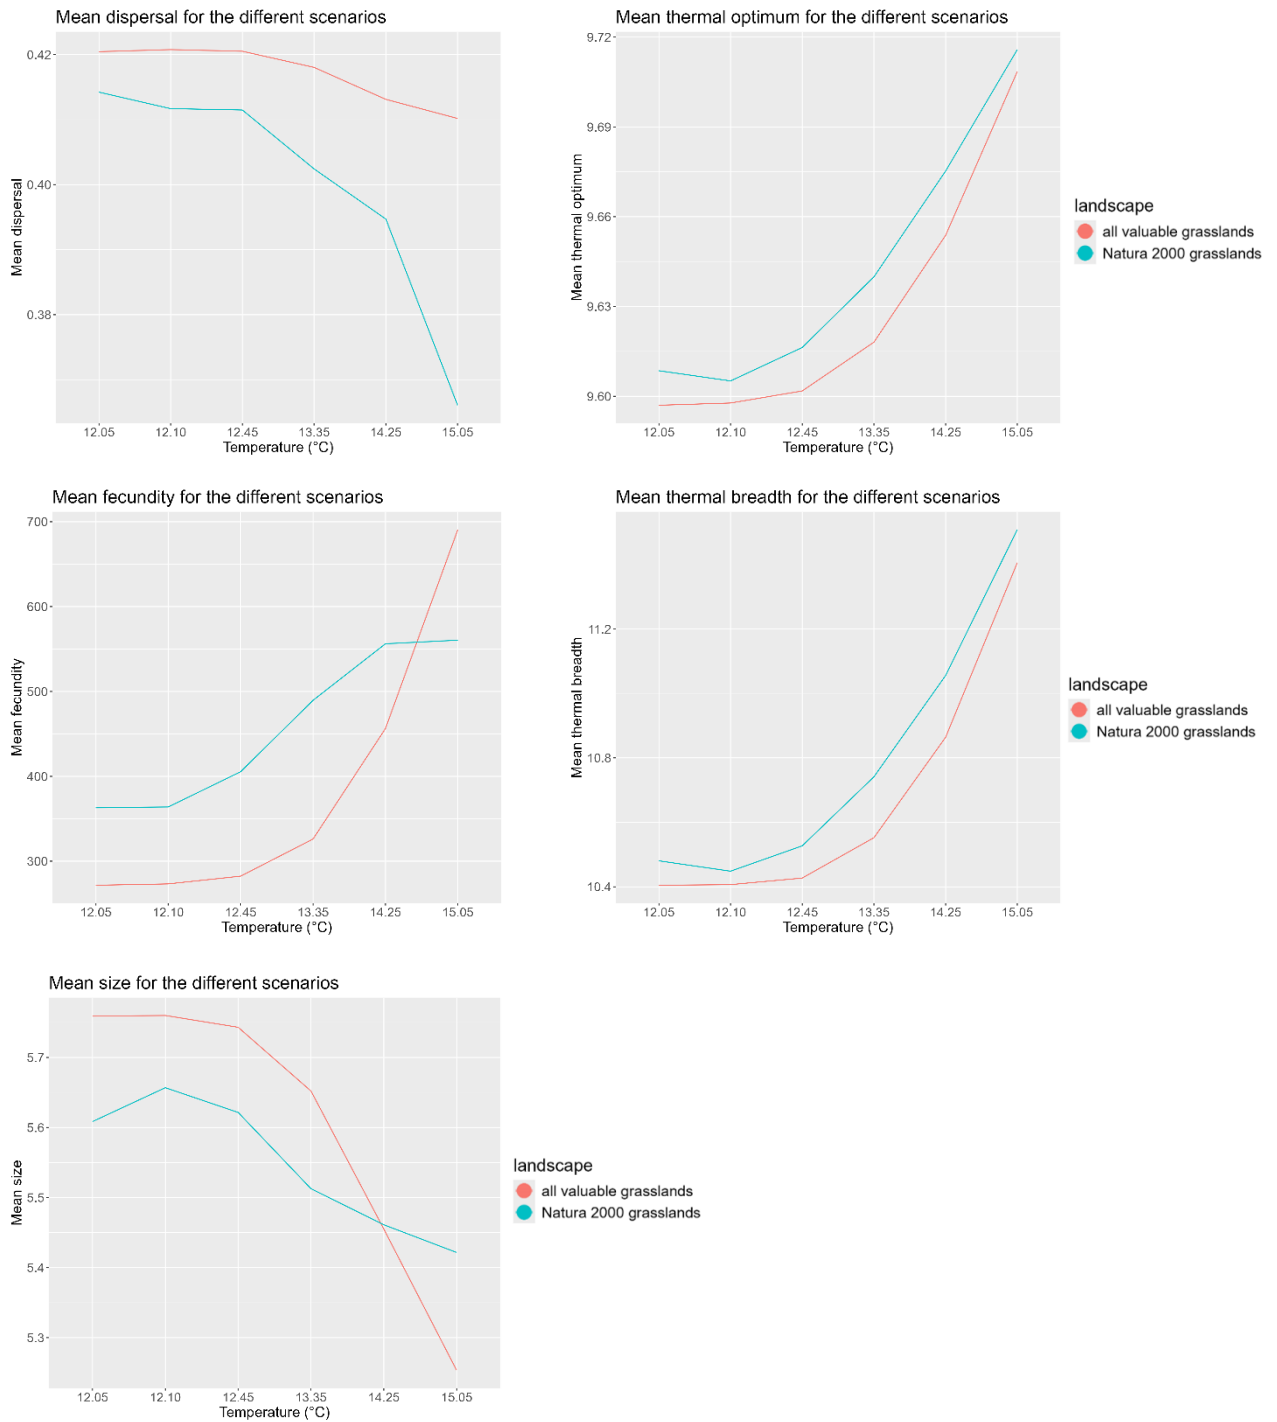 Mean dispersal for the different scenarios
Mean dispersal
0.42
0.40
0.38
12.05 12.10 12.45 13.35 14.25 15.05
Temperature (°C)
Mean thermal optimum for the different scenarios
Mean thermal optimum
9.72
9.69
9.66
9.63
9.60
12.05 12.10 12.45 13.35 14.25 15.05
Temperature (°C)
landscape
all valuable grasslands
Natura 2000 grasslands
Mean fecundity for the different scenarios
Mean fecundity
700
600
500
400
300
12.05 12.10 12.45 13.35 14.25 15.05
Temperature (°C)
Mean thermal breadth for the different scenarios
Mean thermal breadth
11.2
10.8
10.4
12.05 12.10 12.45 13.35 14.25 15.05
Temperature (°C)
landscape
all valuable grasslands
Natura 2000 grasslands
Mean size for the different scenarios
Mean size
5.7
5.6
5.5
5.4
5.3
12.05 12.10 12.45 13.35 14.25 15.05
Temperature (°C)
landscape
all valuable grasslands
Natura 2000 grasslands